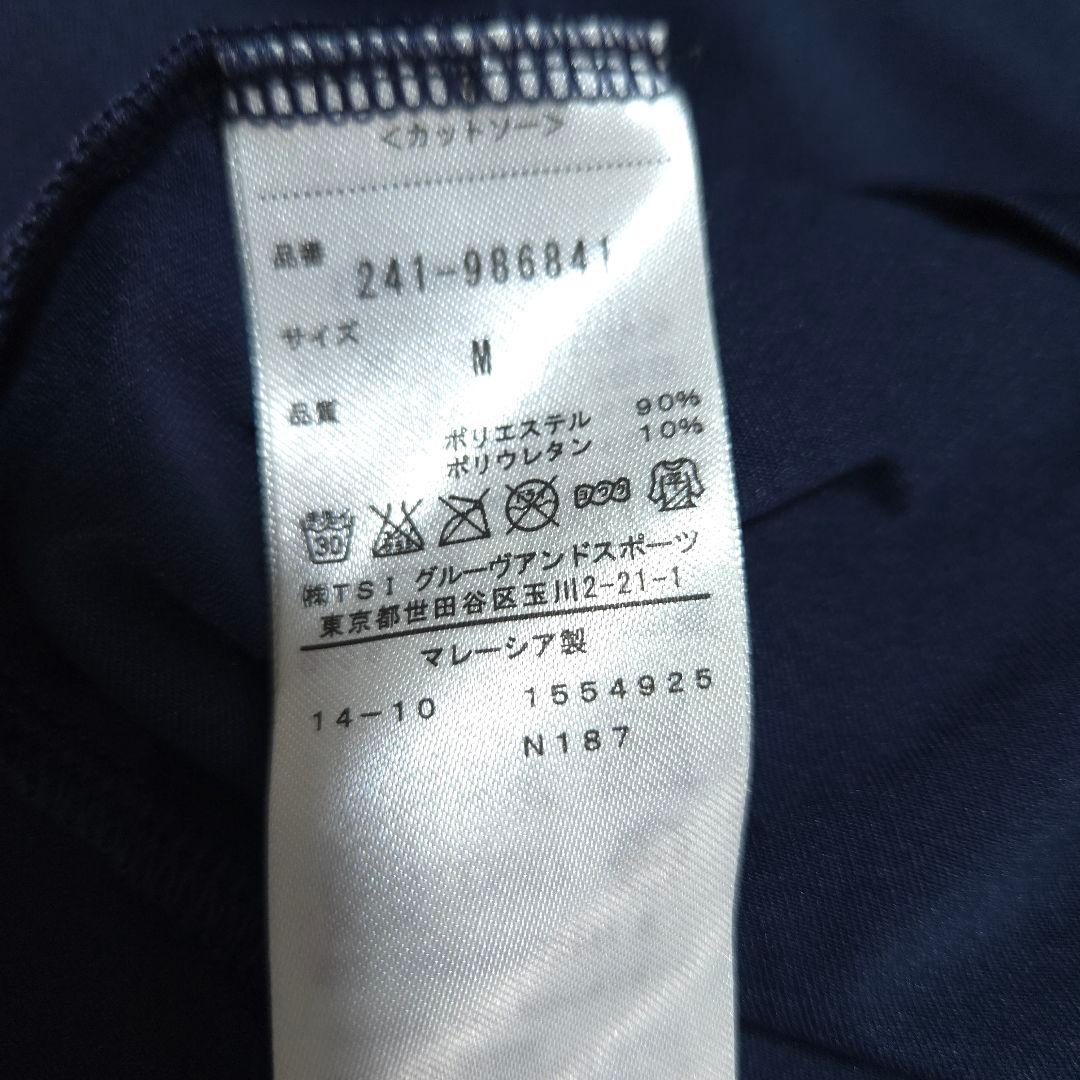 <カットソー>
品番 241-986841
サイズ M
品質
ポリエステル 90%
ポリウレタン 10%
30
㈱TSI グルーヴアンドスポーツ
東京都世田谷区玉川2-21-1
マレーシア製
14-10 1554925
N187